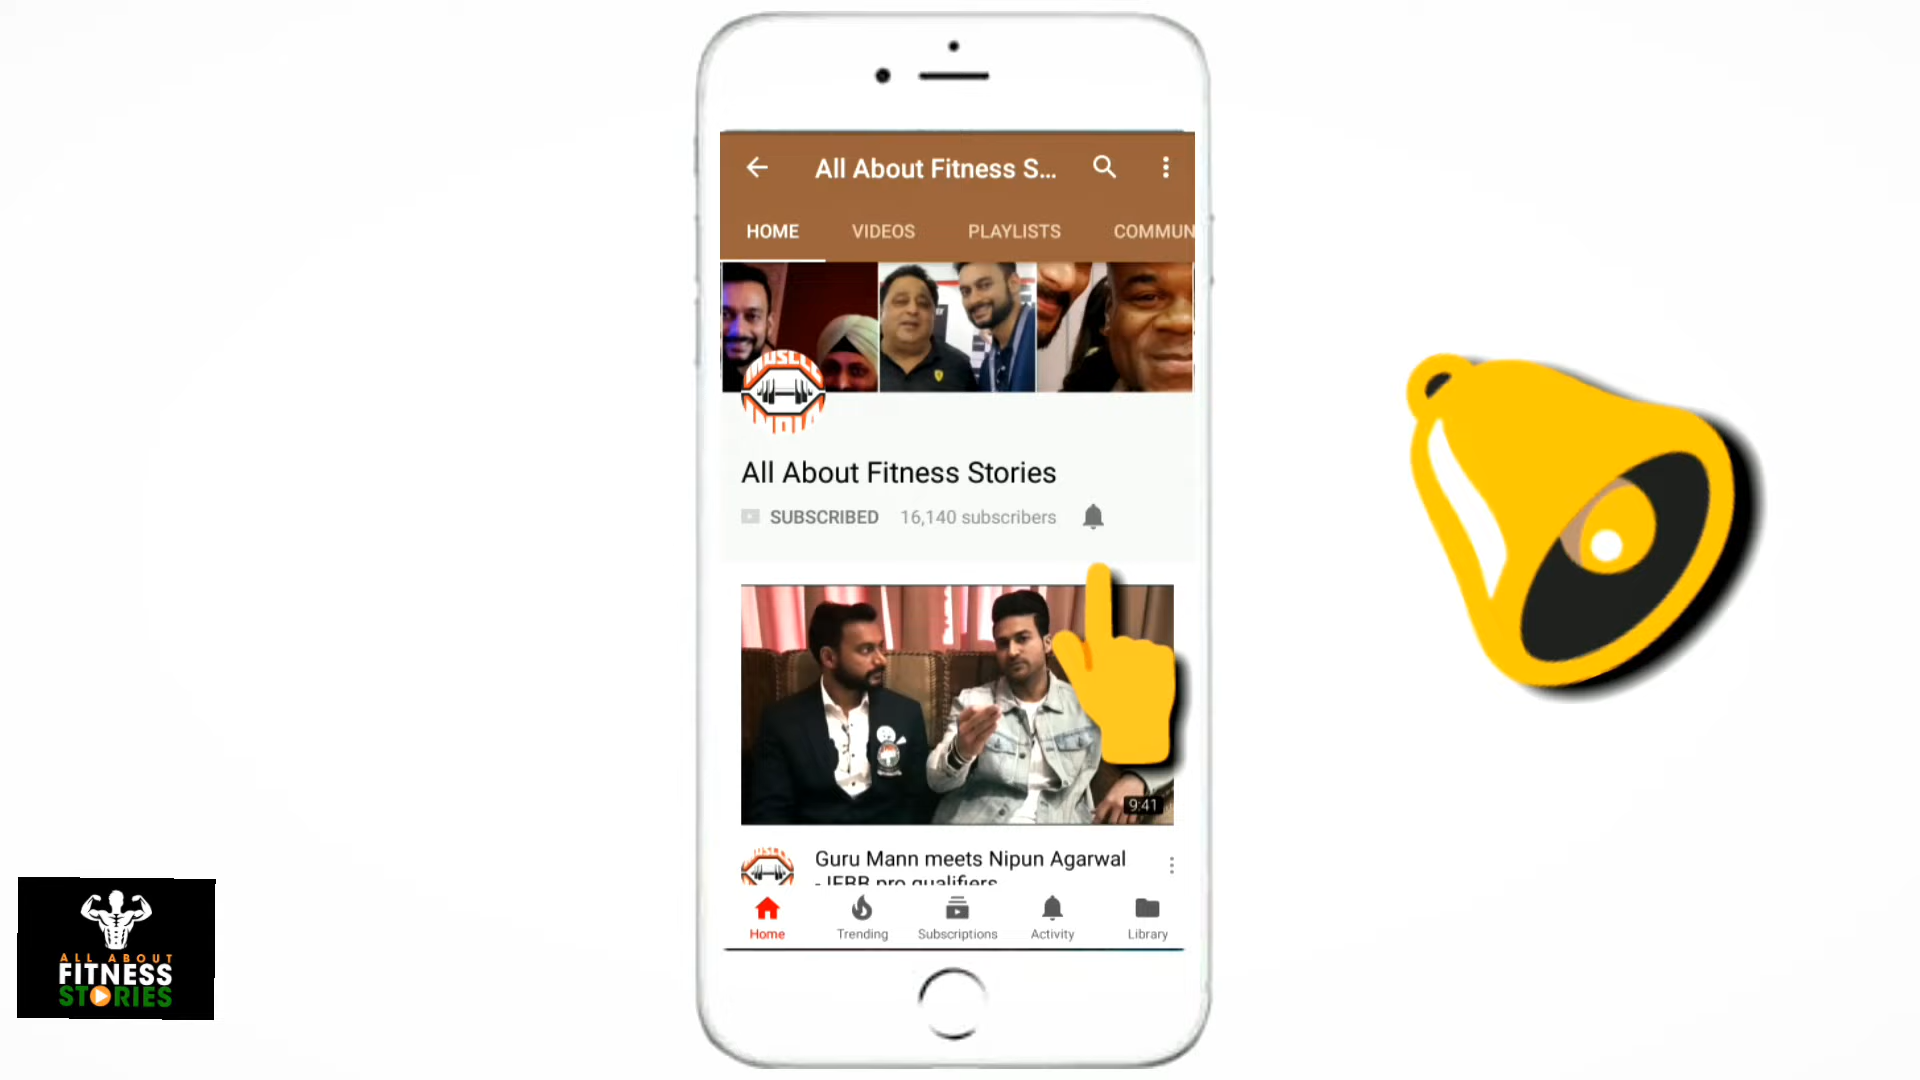 All About Fitness S...
HOME VIDEOS PLAYLISTS COMMUN
All About Fitness Stories
SUBSCRIBED 16,140 subscribers
9:41
Guru Mann meets Nipun Agarwal
Home Trending Subscriptions Activity Library
ALL ABOUT
FITNESS
STORIES